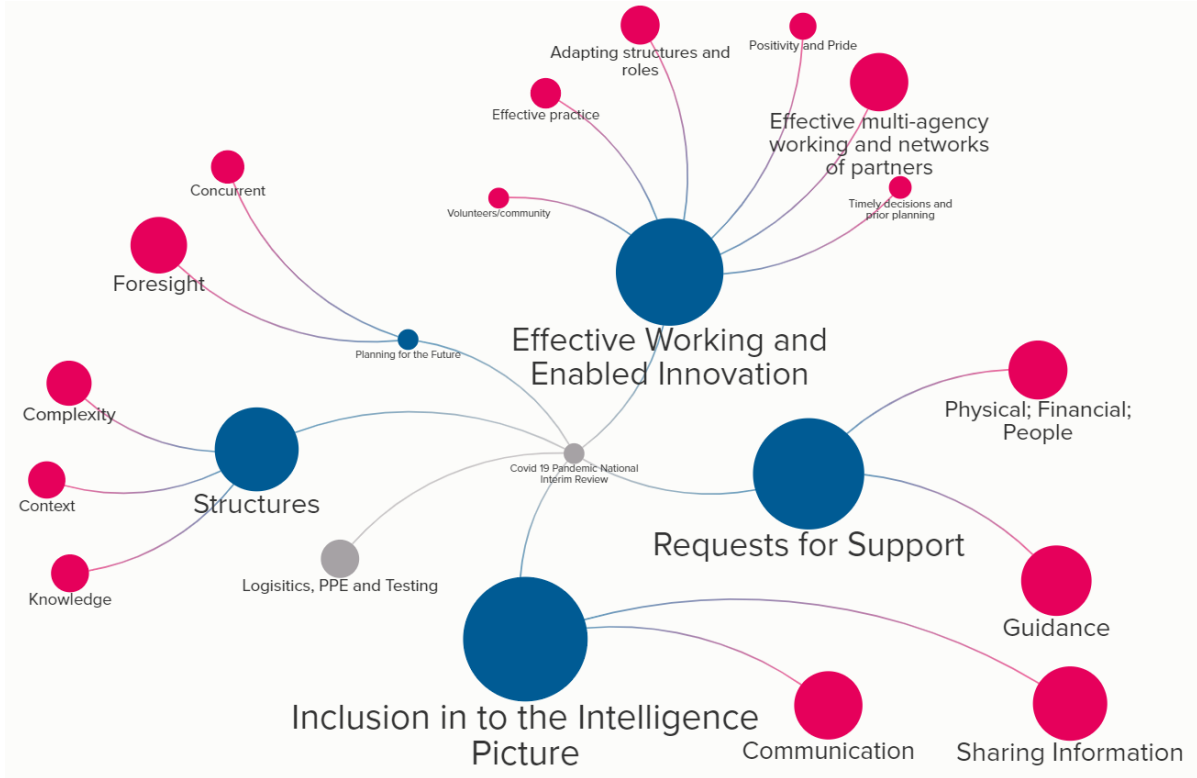 Adapting structures and
roles
Positivity and Pride
Effective practice
Effective multi-agency
working and networks
of partners
Concurrent
Volunteers/community
Timely decisions and
prior planning
Foresight
Planning for the Future
Effective Working and
Enabled Innovation
Complexity
Physical; Financial;
People
Covid 19 Pandemic National
Interim Review
Structures
Context
Requests for Support
Logisitics, PPE and Testing
Knowledge
Guidance
Inclusion in to the Intelligence
Picture
Communication
Sharing Information